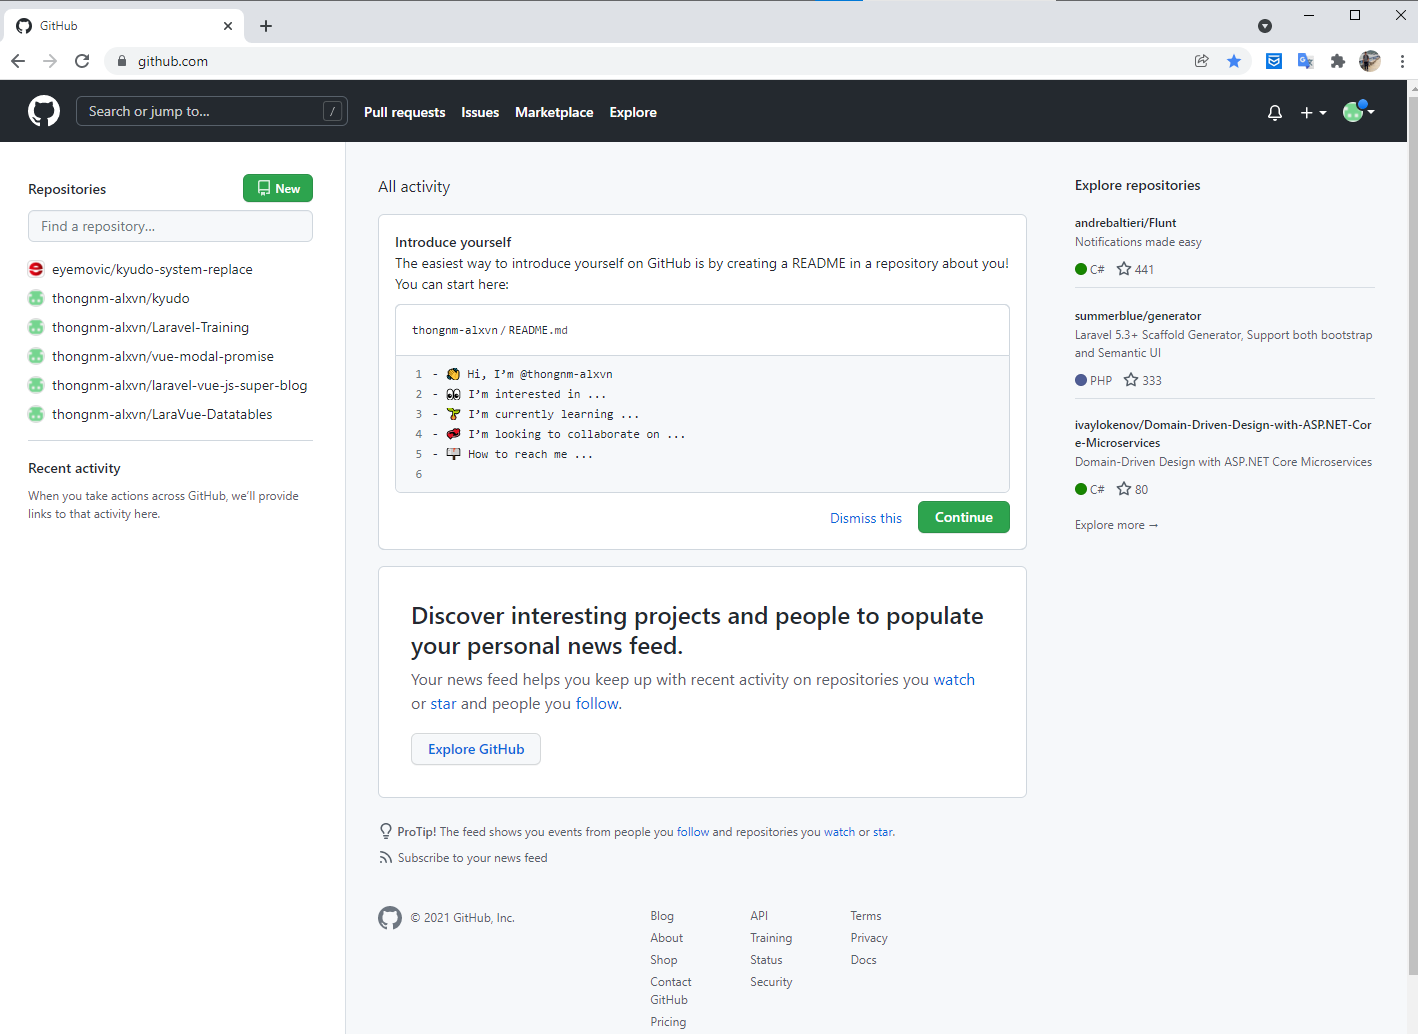 GitHub
github.com
Search or jump to...
/
Pull requests
Issues
Marketplace
Explore
Repositories
New
Find a repository...
eyemovic/kyudo-system-replace
thongnm-alxvn/kyudo
thongnm-alxvn/Laravel-Training
thongnm-alxvn/vue-modal-promise
thongnm-alxvn/laravel-vue-js-super-blog
thongnm-alxvn/LaraVue-Datatables
Recent activity
When you take actions across GitHub, we'll provide
links to that activity here.
All activity
Introduce yourself
The easiest way to introduce yourself on GitHub is by creating a README in a repository about you!
You can start here:
thongnm-alxvn / README.md
1 - 👋 Hi, I'm @thongnm-alxvn
2 - 👀 I'm interested in ...
3 - 🌱 I'm currently learning ...
4 - 💞️ I'm looking to collaborate on ...
5 - 📫 How to reach me ...
6
Dismiss this
Continue
Discover interesting projects and people to populate
your personal news feed.
Your news feed helps you keep up with recent activity on repositories you watch
or star and people you follow.
Explore GitHub
ProTip! The feed shows you events from people you follow and repositories you watch or star.
Subscribe to your news feed
Explore repositories
andrebaltieri/Flunt
Notifications made easy
C# 441
summerblue/generator
Laravel 5.3+ Scaffold Generator, Support both bootstrap
and Semantic UI
PHP 333
ivaylokenov/Domain-Driven-Design-with-ASP.NET-Cor
e-Microservices
Domain-Driven Design with ASP.NET Core Microservices
C# 80
Explore more →
© 2021 GitHub, Inc.
Blog
About
Shop
Contact
GitHub
Pricing
API
Training
Status
Security
Terms
Privacy
Docs